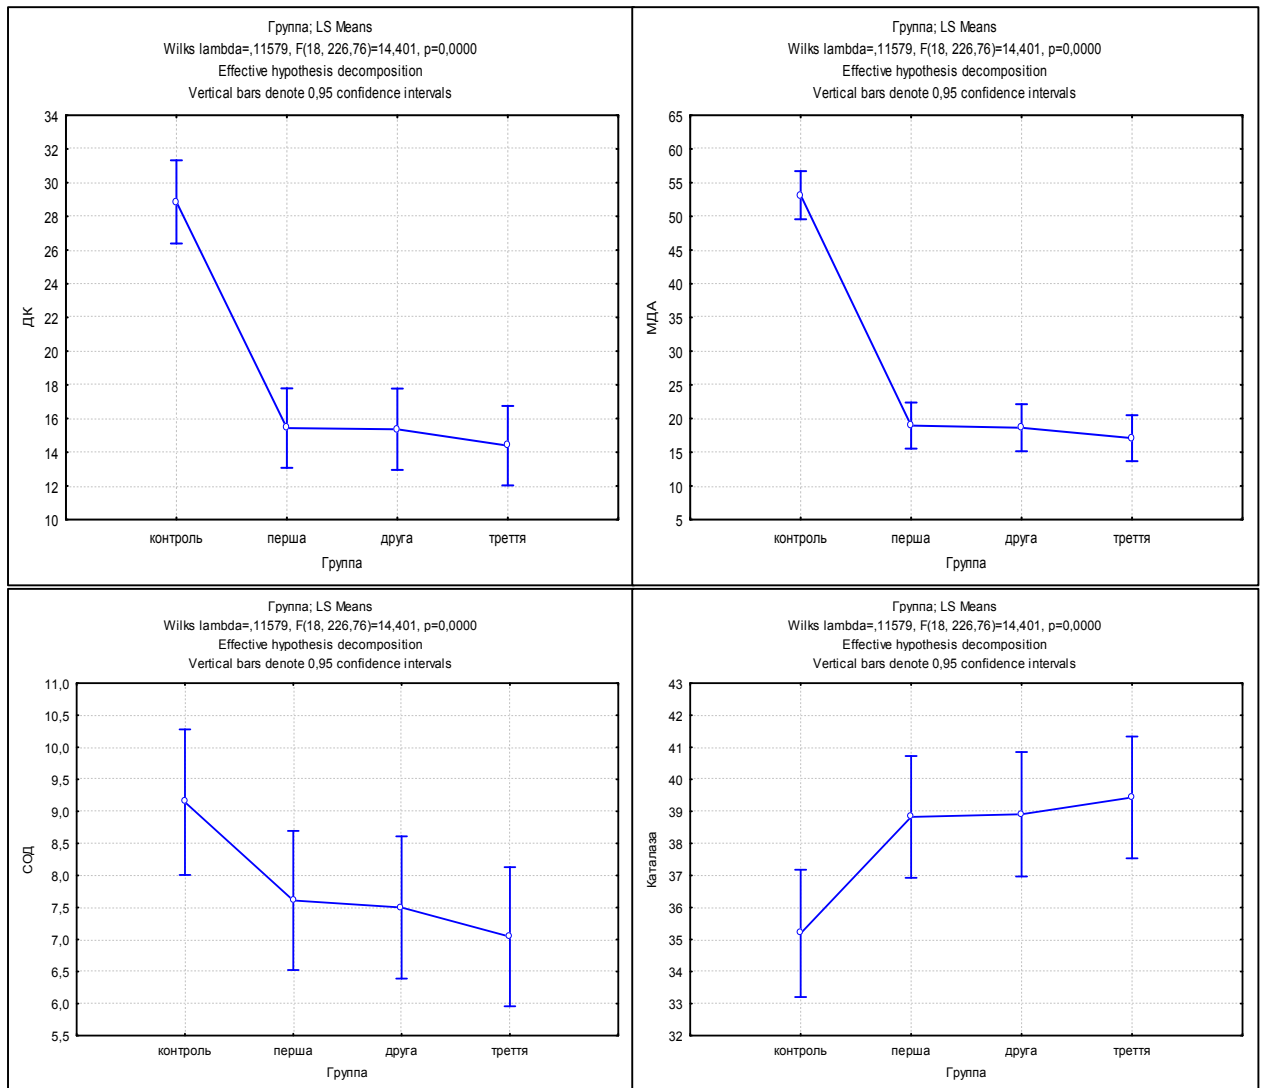 Группа; LS Means
Wilks lambda=,11579, F(18, 226,76)=14,401, p=0,0000
Effective hypothesis decomposition
Vertical bars denote 0,95 confidence intervals
34
32
30
28
26
24
22
20
18
16
14
12
10
ДК
контроль перша друга треття
Группа
Группа; LS Means
Wilks lambda=,11579, F(18, 226,76)=14,401, p=0,0000
Effective hypothesis decomposition
Vertical bars denote 0,95 confidence intervals
65
60
55
50
45
40
35
30
25
20
15
10
5
МДА
контроль перша друга треття
Группа
Группа; LS Means
Wilks lambda=,11579, F(18, 226,76)=14,401, p=0,0000
Effective hypothesis decomposition
Vertical bars denote 0,95 confidence intervals
11,0
10,5
10,0
9,5
9,0
8,5
8,0
7,5
7,0
6,5
6,0
5,5
СОД
контроль перша друга треття
Группа
Группа; LS Means
Wilks lambda=,11579, F(18, 226,76)=14,401, p=0,0000
Effective hypothesis decomposition
Vertical bars denote 0,95 confidence intervals
43
42
41
40
39
38
37
36
35
34
33
32
Каталаза
контроль перша друга треття
Группа